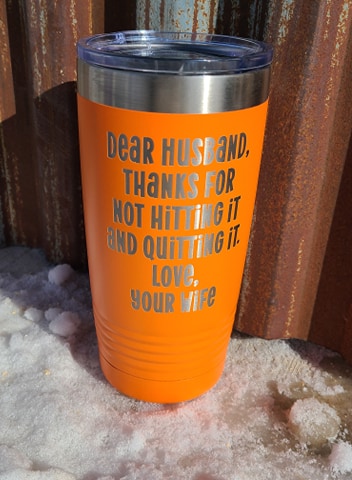 Dear Husband,
Thanks for
not hitting it
and quitting it.
Love,
your wife